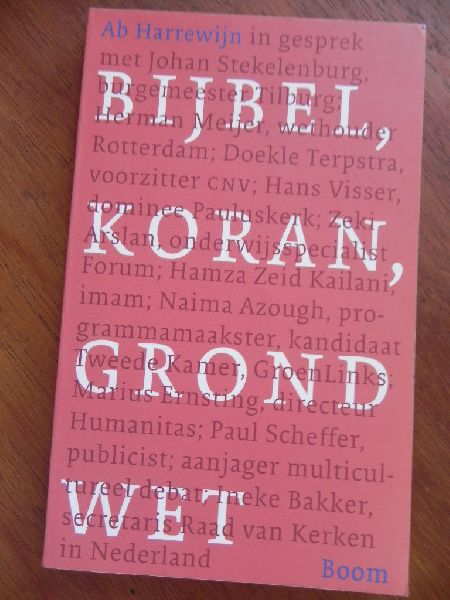 Ab Harrewijn in gesprek
met Johan Stekelenburg,
BIJBEL,
burgemeester Tilburg;
Herman Meijer, wethouder
Rotterdam; Doekle Terpstra,
voorzitter CNV; Hans Visser,
KORAN,
dominee Pauluskerk; Zeki
Arslan, onderwijsspecialist
Forum; Hamza Zeid Kailani,
imam; Naima Azough, pro-
grammamaakster, kandidaat
GROND
Tweede Kamer, GroenLinks;
Marius Ernsting, directeur
Humanitas; Paul Scheffer,
publicist; aanjager multicul-
WET
tureel debat; Ineke Bakker,
secretaris Raad van Kerken
in Nederland
Boom